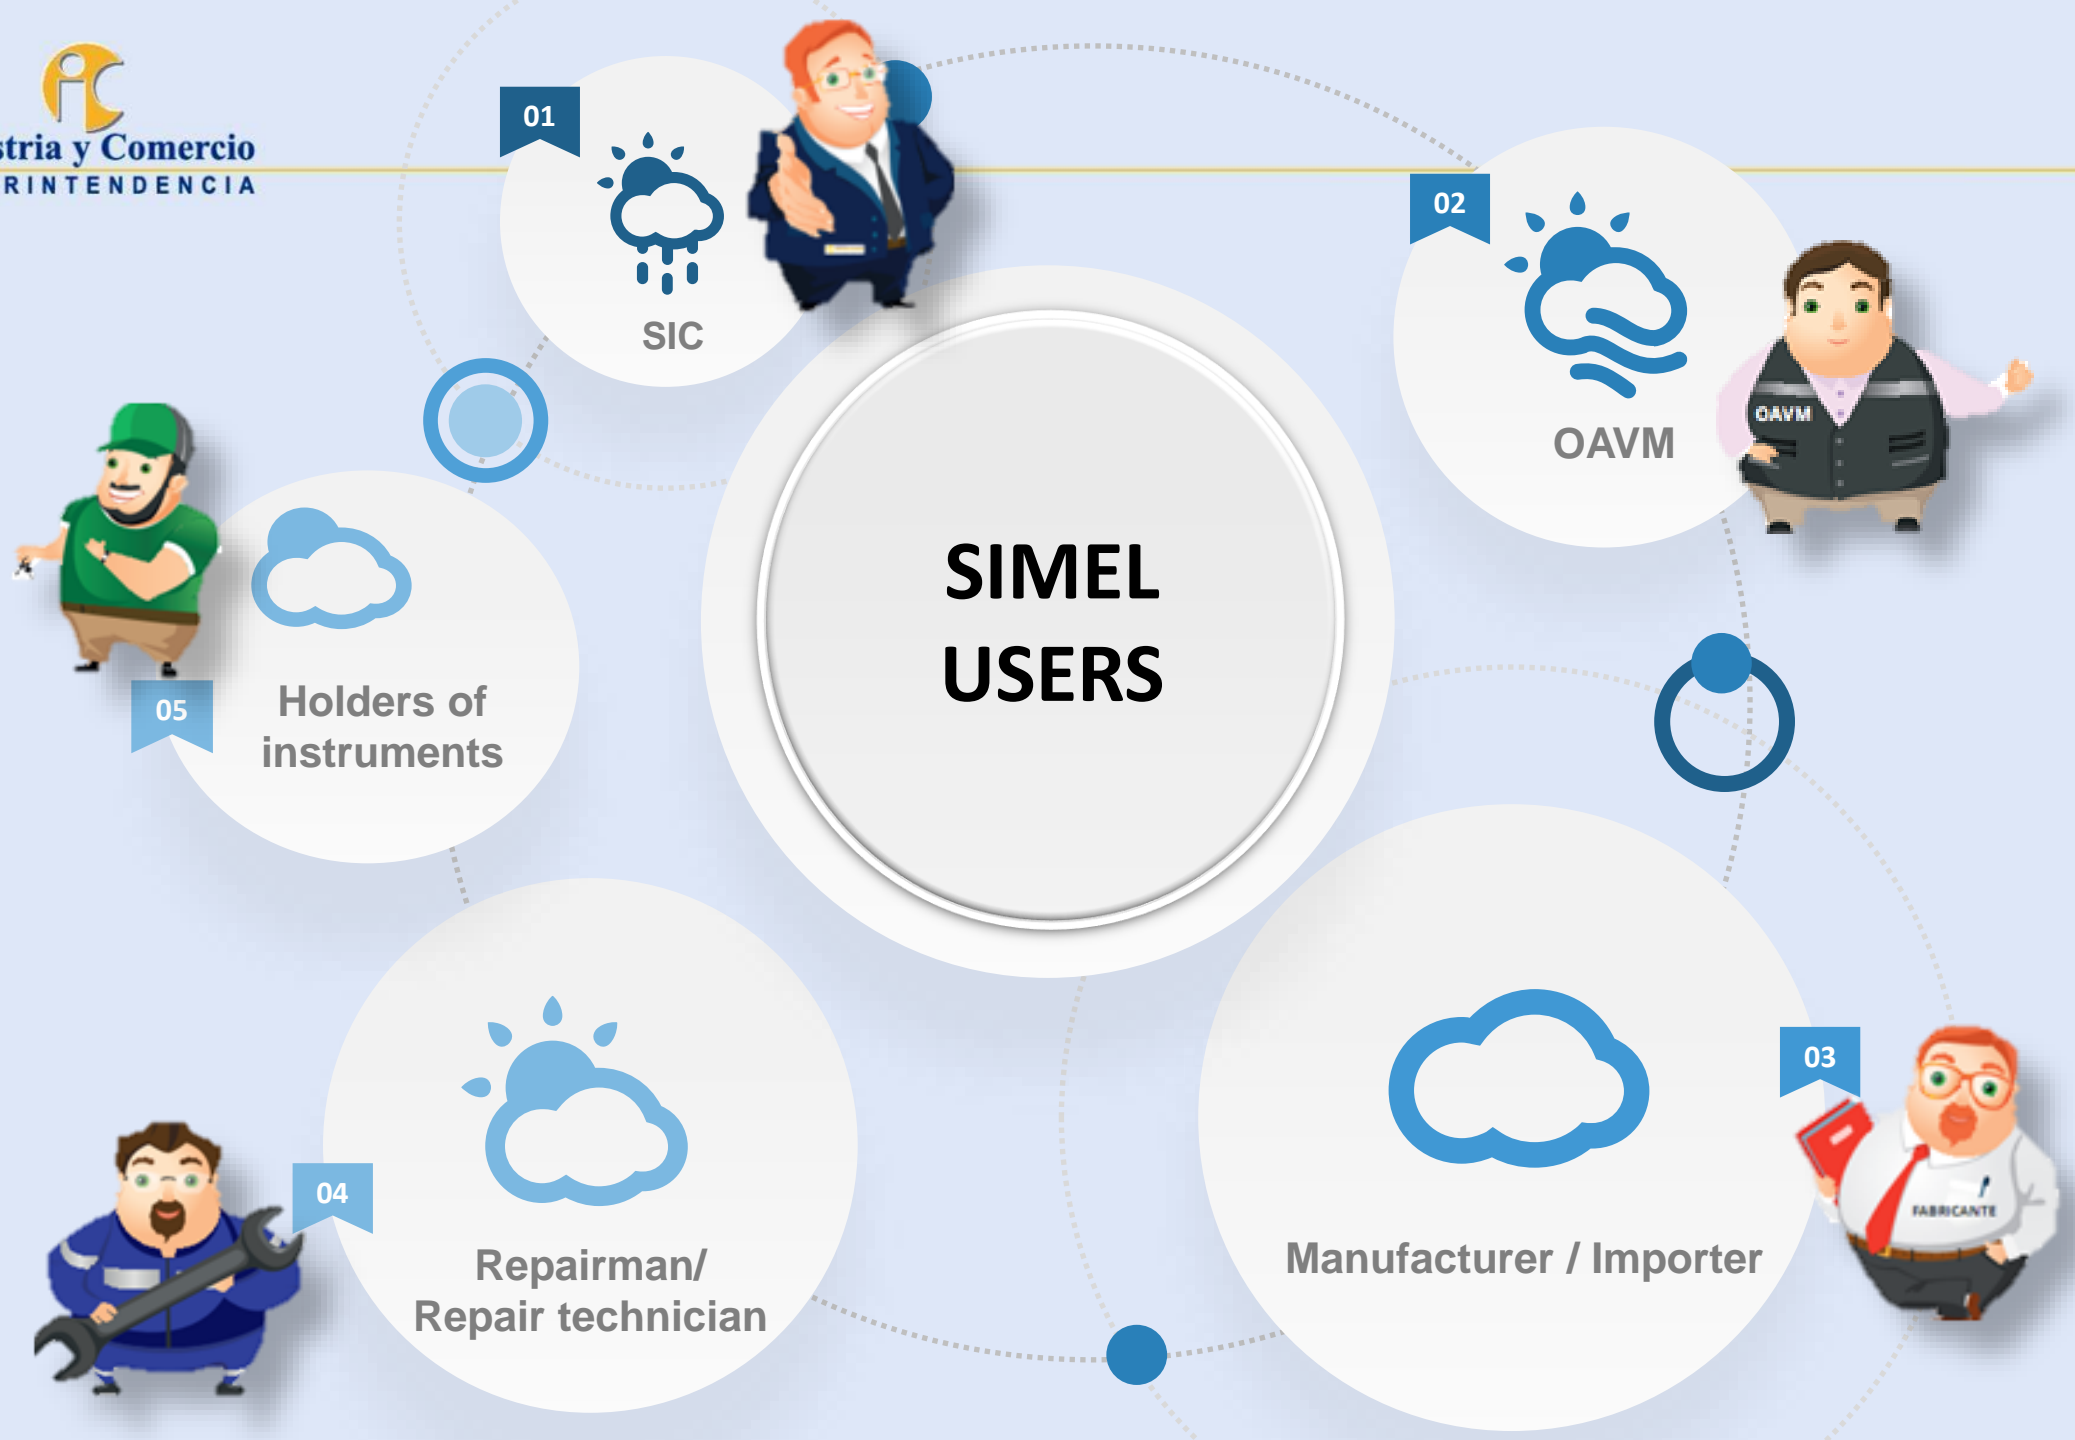 stria y Comercio
RINTENDENCIA
01
SIC
02
OAVM
OAVM
SIMEL
USERS
05
Holders of
instruments
03
FABRICANTE
Manufacturer / Importer
04
Repairman/
Repair technician